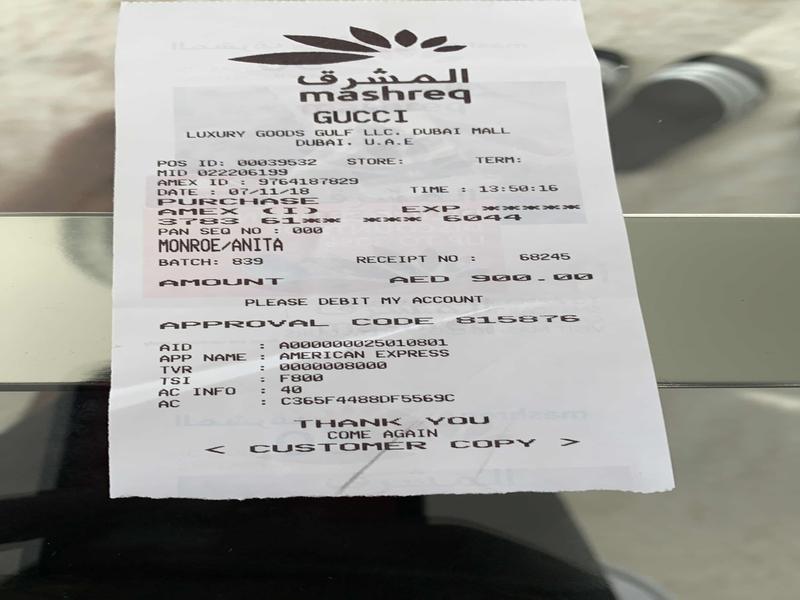 المشرق
mashreq
GUCCI
LUXURY GOODS GULF LLC. DUBAI MALL
DUBAI. U.A.E
POS ID: 00039532 STORE: TERM:
MID 022206199
AMEX ID : 9764187829
DATE : 07/11/18 TIME : 13:50:16
PURCHASE
AMEX (I) EXP *****
3753 61** *** 6044
PAN SEQ NO : 000
MONROE/ANITA
BATCH: 839 RECEIPT NO : 68245
AMOUNT AED 900.00
PLEASE DEBIT MY ACCOUNT
APPROVAL CODE 815876
AID : A000000025010801
APP NAME : AMERICAN EXPRESS
TVR : 0000008000
TSI : F800
AC INFO : 40
AC : C365F4488DF5569C
THANK YOU
COME AGAIN
< CUSTOMER COPY >